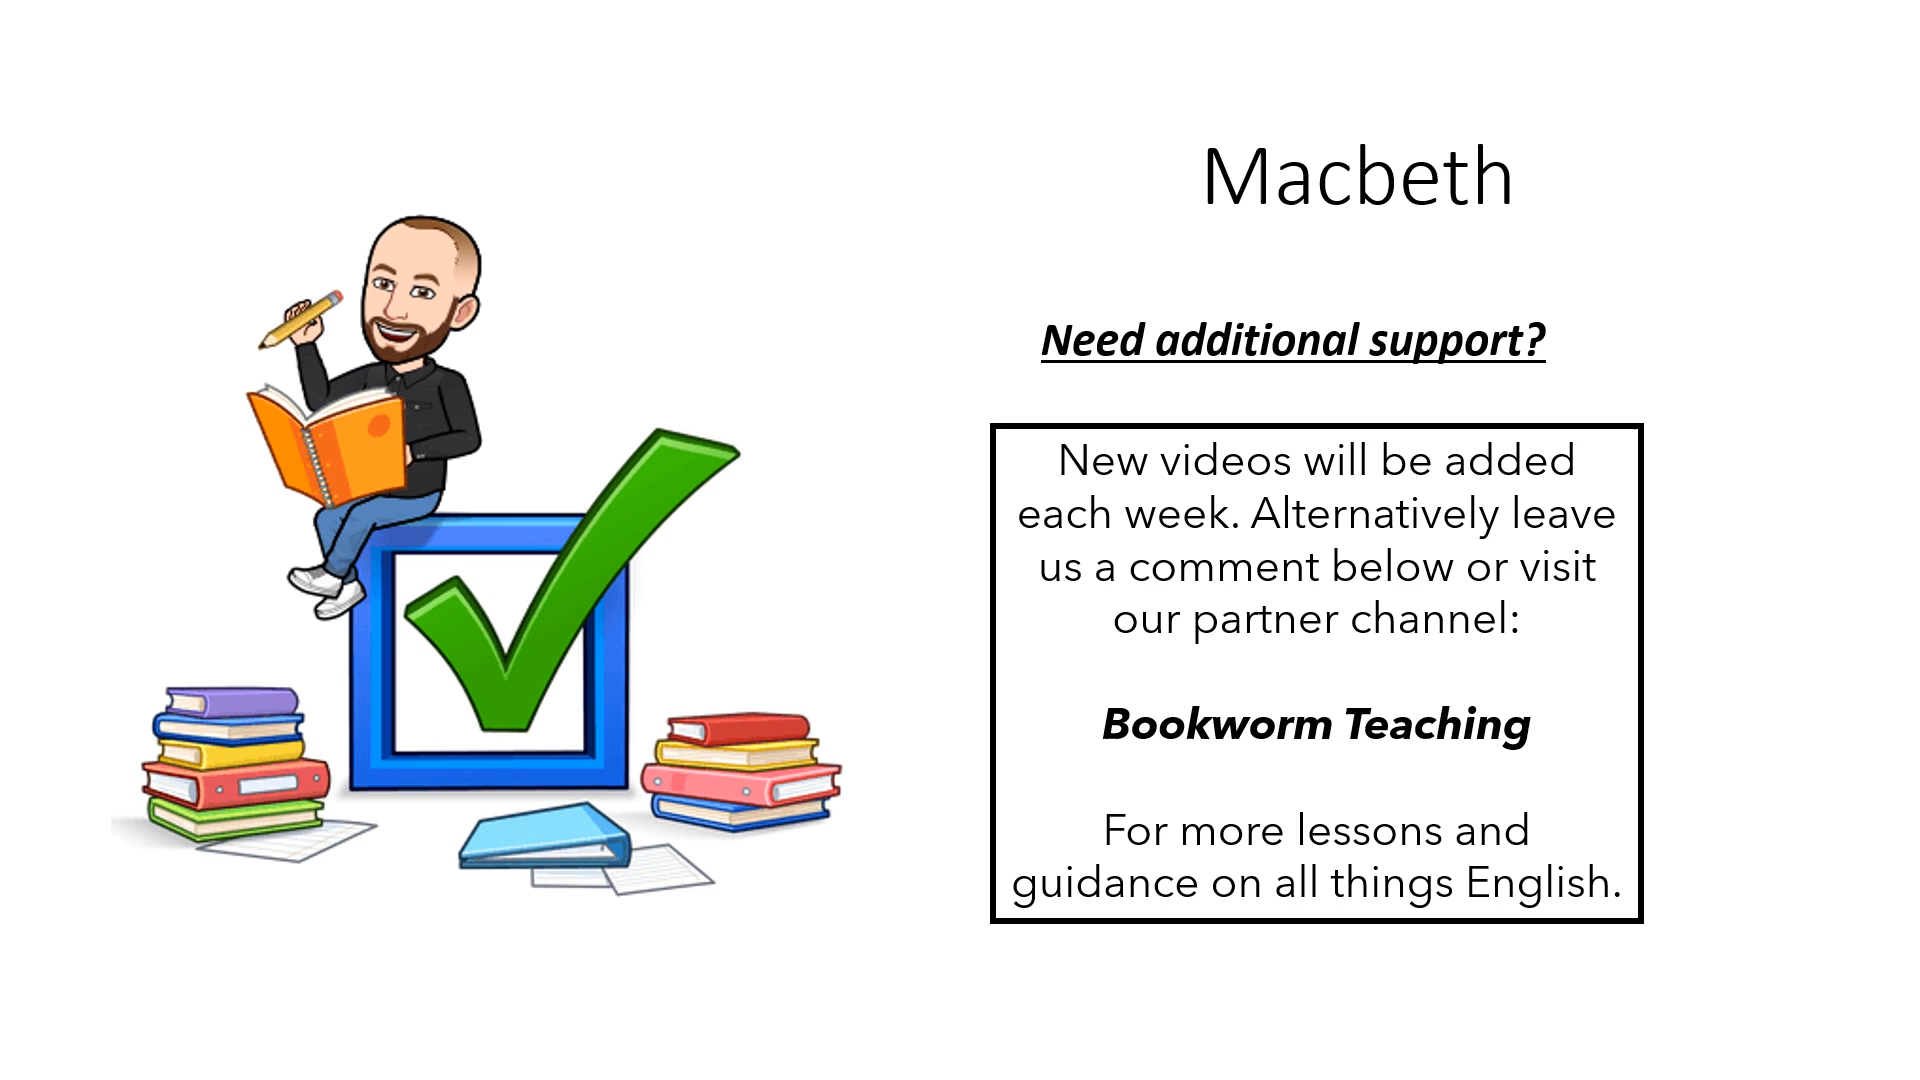 Macbeth
Need additional support?
New videos will be added
each week. Alternatively leave
us a comment below or visit
our partner channel:
Bookworm Teaching
For more lessons and
guidance on all things English.